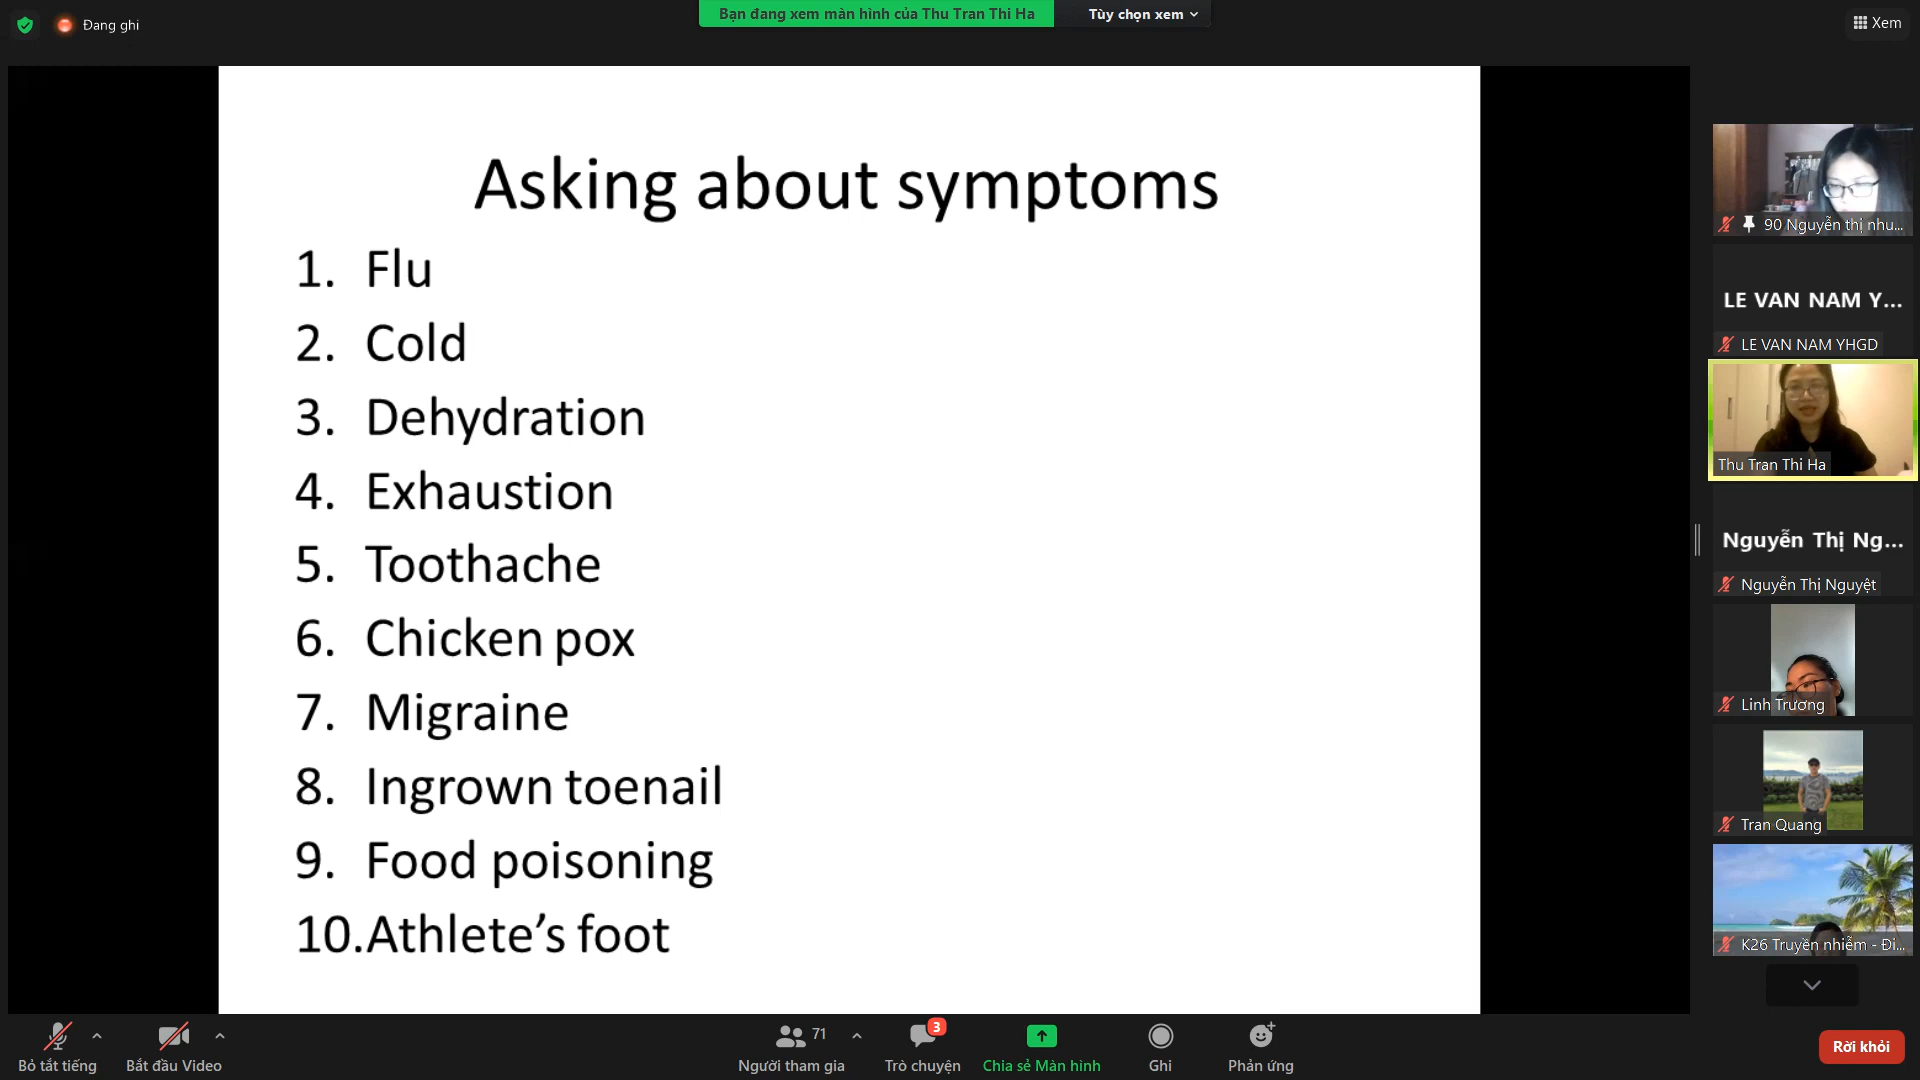 Đang ghi
Bạn đang xem màn hình của Thu Tran Thi Ha
Tùy chọn xem
Xem
Asking about symptoms
1. Flu
2. Cold
3. Dehydration
4. Exhaustion
5. Toothache
6. Chicken pox
7. Migraine
8. Ingrown toenail
9. Food poisoning
10.Athlete’s foot
90 Nguyễn thị nhu...
LE VAN NAM Y...
LE VAN NAM YHGD
Thu Tran Thi Ha
Nguyễn Thị Ng...
Nguyễn Thị Nguyệt
Linh Trương
Tran Quang
K26 Truyền nhiễm - Đi...
Bỏ tắt tiếng
Bắt đầu Video
71
Người tham gia
3
Trò chuyện
Chia sẻ Màn hình
Ghi
Phản ứng
Rời khỏi